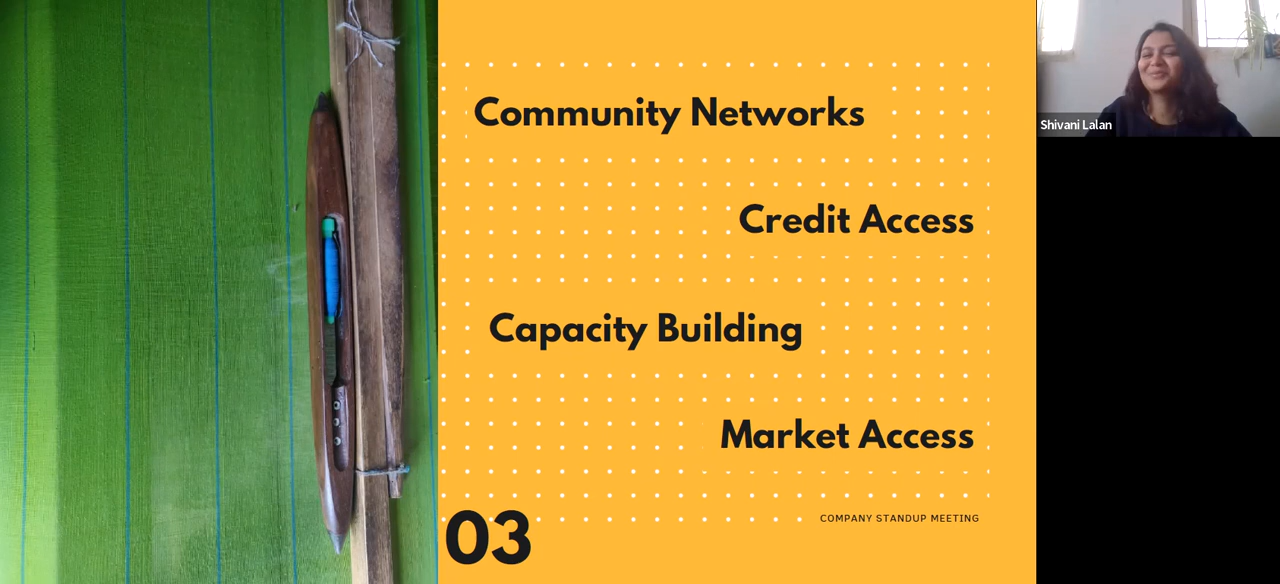 Community Networks
Credit Access
Capacity Building
Market Access
03
COMPANY STANDUP MEETING
Shivani Lalan